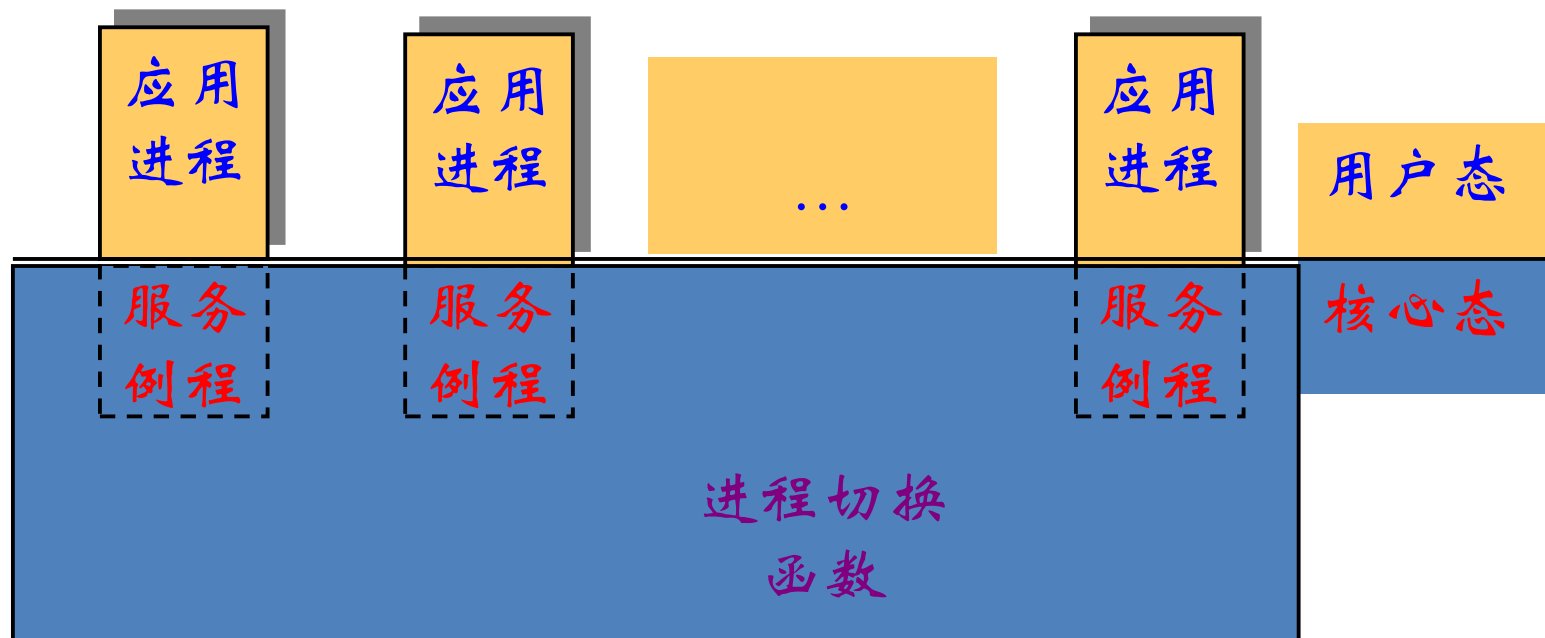 应用
进程
应用
进程
...
应用
进程
用户态
服务
例程
服务
例程
服务
例程
核心态
进程切换
函数